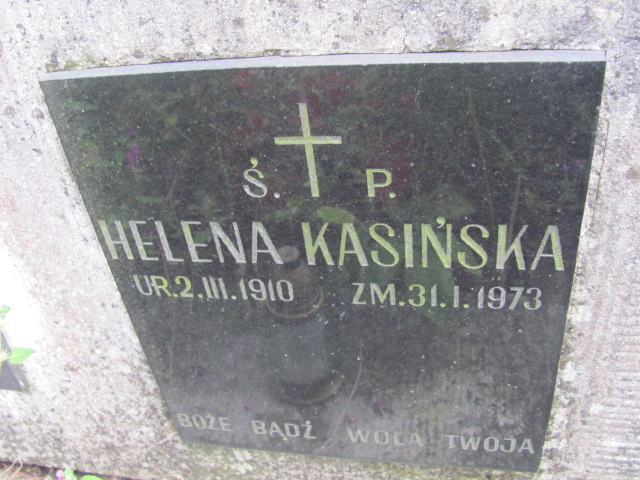 Ś. P.
HELENA KASIŃSKA
UR.2.III.1910 ZM.31.I.1973
BOŻE BĄDŹ WOLA TWOJA